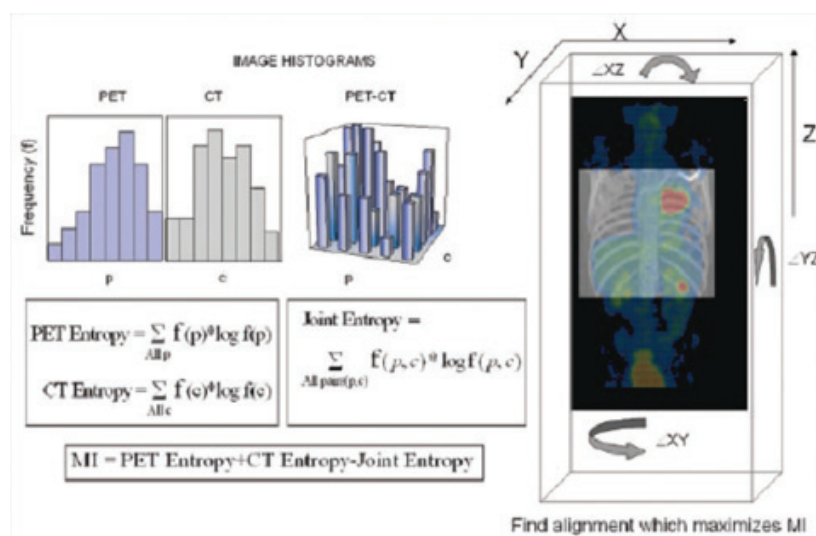 IMAGE HISTOGRAMS
PET CT PET-CT
Frequency (f)
p c p c
PET Entropy = ∑ f (p)*log f(p)
All p
CT Entropy = ∑ f (c)*log f(c)
All c
Joint Entropy =
∑ f(p,c)* log f(p,c)
All pairs(p,c)
MI = PET Entropy+CT Entropy-Joint Entropy
X
Y
∠XZ
Z
∠YZ
∠XY
Find alignment which maximizes MI